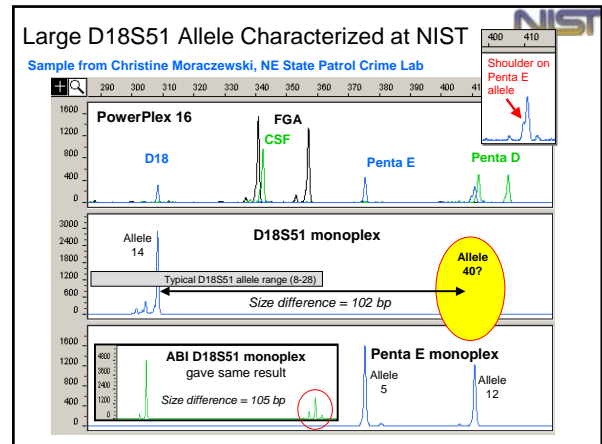 Large D18S51 Allele Characterized at NIST
NIST
Sample from Christine Moraczewski, NE State Patrol Crime Lab
400 410
Shoulder on
Penta E
allele
290 300 310 320 330 340 350 360 370 380 390 400
1600
1200
800
400
0
PowerPlex 16
D18
FGA
CSF
Penta E
Penta D
3000
2400
1800
1200
600
0
D18S51 monoplex
Allele
14
Typical D18S51 allele range (8-28)
Size difference = 102 bp
Allele
40?
1600
1200
800
400
0
4800
3600
2400
1200
0
ABI D18S51 monoplex
gave same result
Size difference = 105 bp
Penta E monoplex
Allele
5
Allele
12